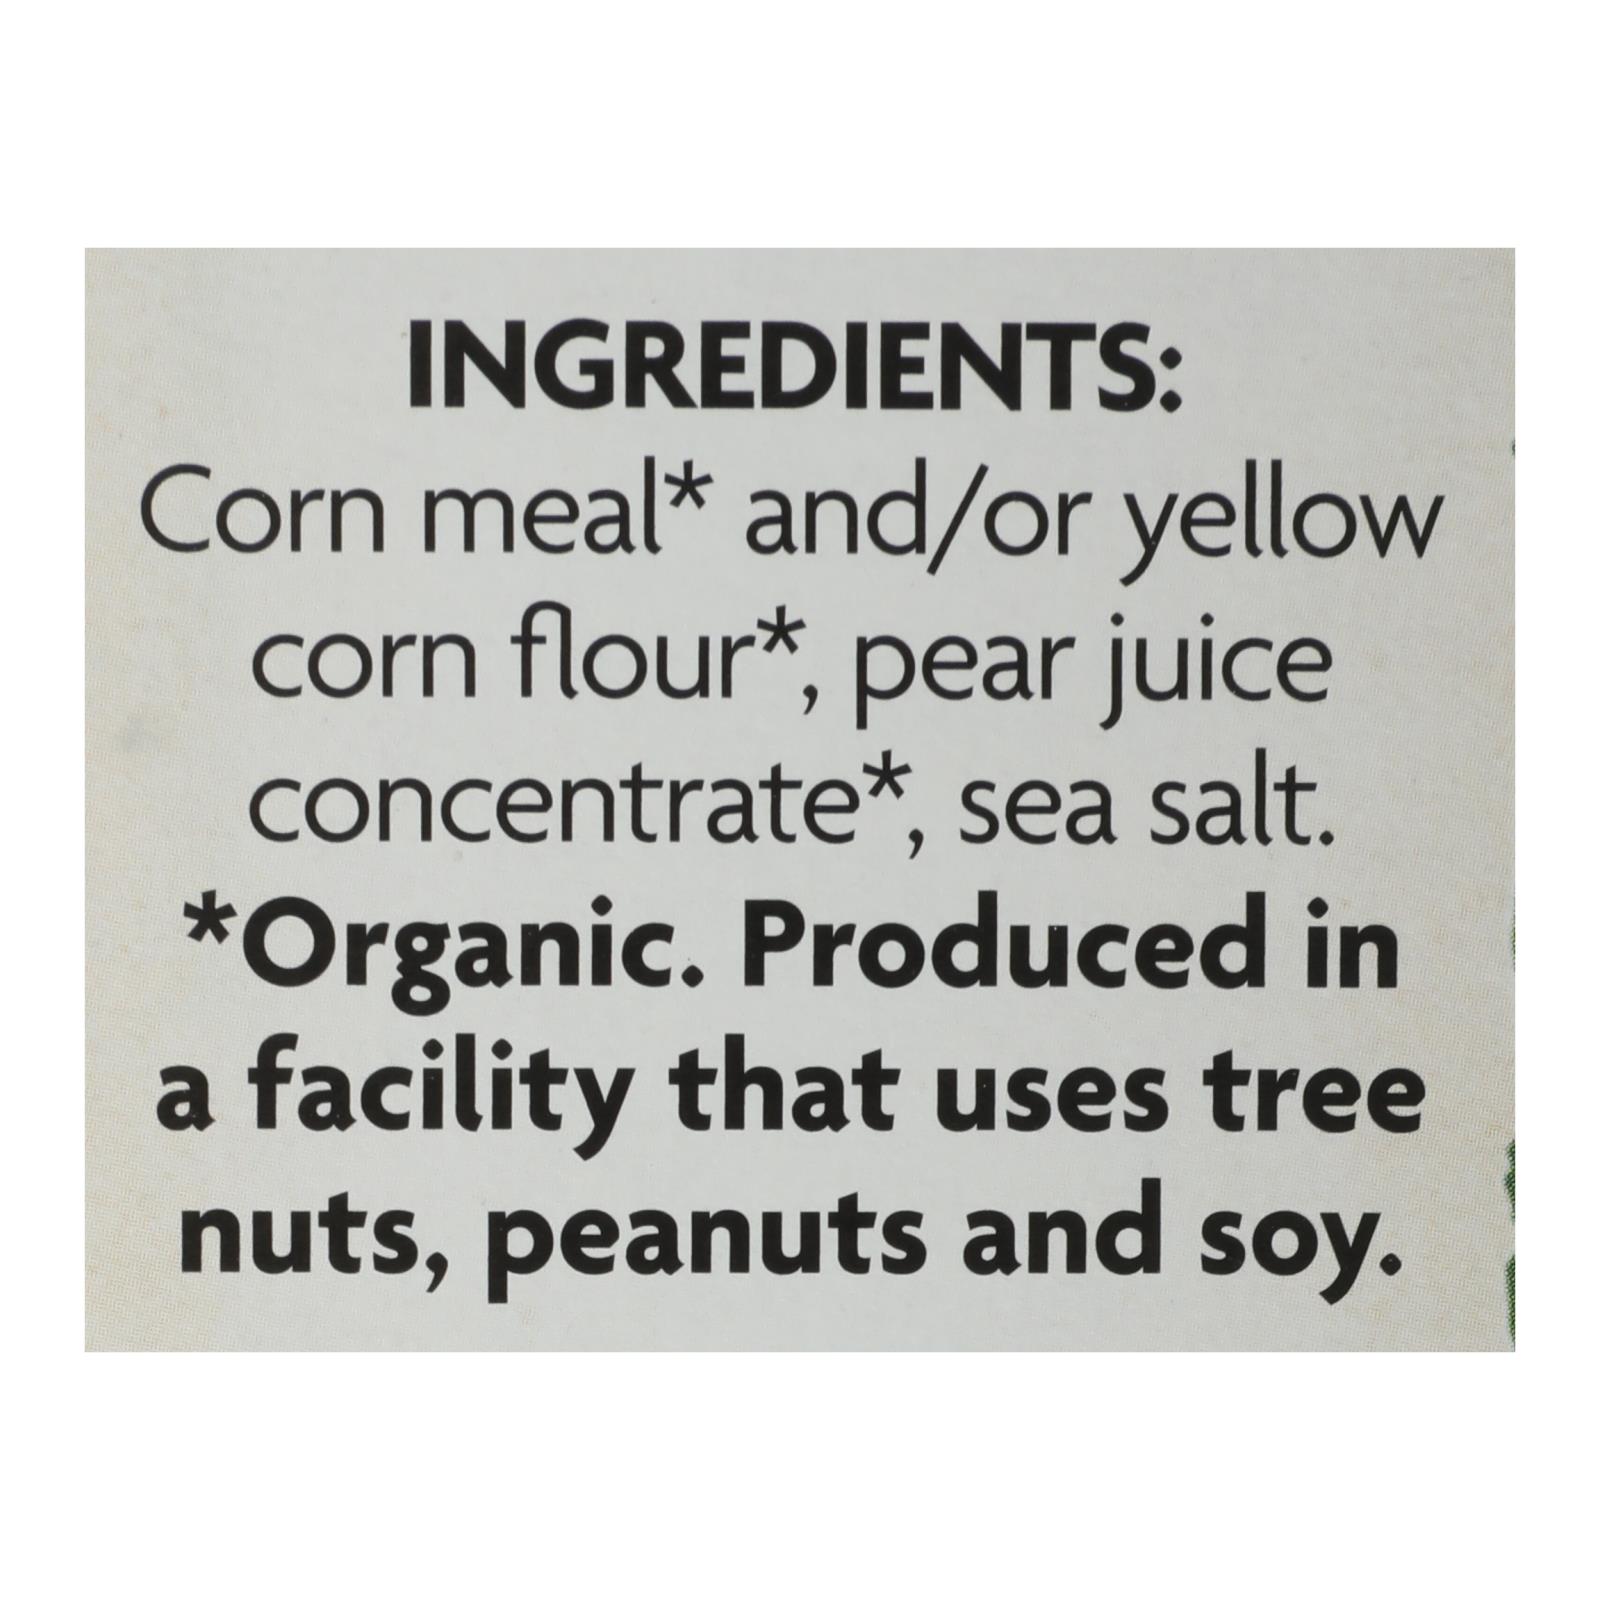 INGREDIENTS:
Corn meal* and/or yellow
corn flour*, pear juice
concentrate*, sea salt.
*Organic. Produced in
a facility that uses tree
nuts, peanuts and soy.